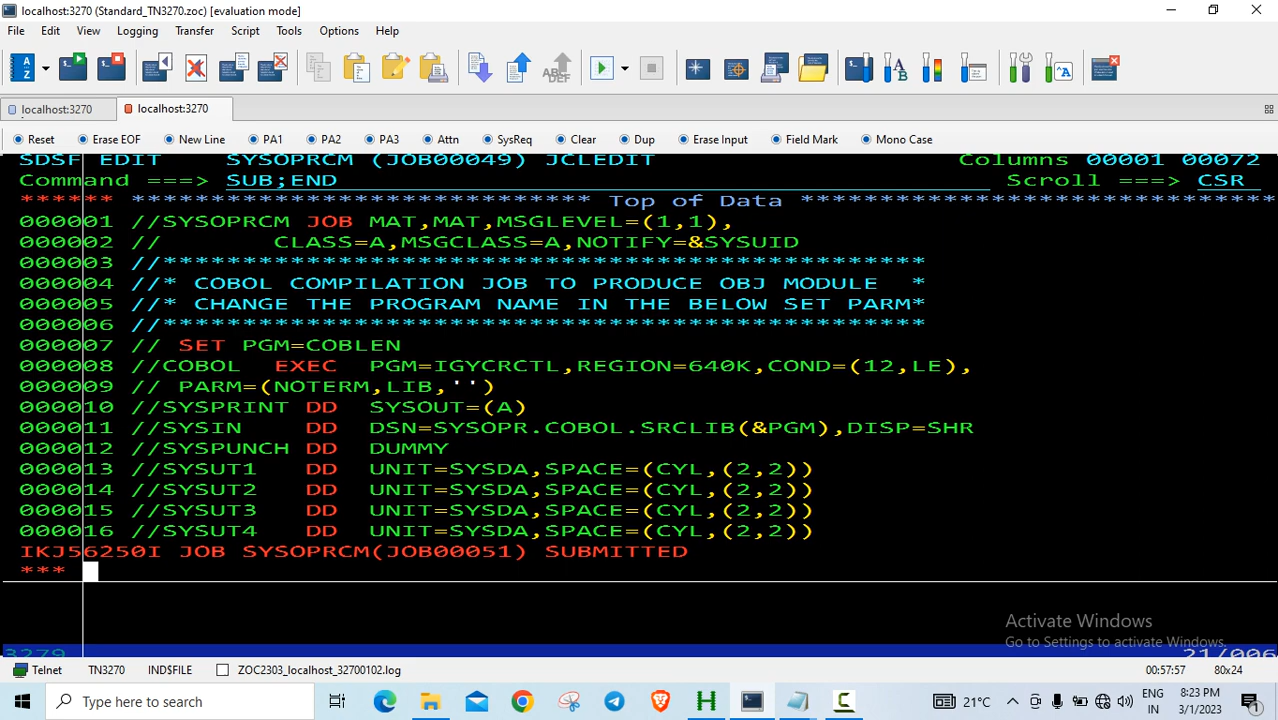 localhost:3270 (Standard_TN3270.zoc) [evaluation mode]
File Edit View Logging Transfer Script Tools Options Help
localhost:3270 localhost:3270
Reset Erase EOF New Line PA1 PA2 PA3 Attn SysReq Clear Dup Erase Input Field Mark Mono Case
SDSF EDIT SYSOPRCM (JOB00049) JCLEDIT Columns 00001 00072
Command ===> SUB;END Scroll ===> CSR
****** **************************** Top of Data ******************************
000001 //SYSOPRCM JOB MAT,MAT,MSGLEVEL=(1,1),
000002 // CLASS=A,MSGCLASS=A,NOTIFY=&SYSUID
000003 //************************************************
000004 //* COBOL COMPILATION JOB TO PRODUCE OBJ MODULE *
000005 //* CHANGE THE PROGRAM NAME IN THE BELOW SET PARM*
000006 //************************************************
000007 // SET PGM=COBLEN
000008 //COBOL EXEC PGM=IGYCRCTL,REGION=640K,COND=(12,LE),
000009 // PARM=(NOTERM,LIB,'')
000010 //SYSPRINT DD SYSOUT=(A)
000011 //SYSIN DD DSN=SYSOPR.COBOL.SRCLIB(&PGM),DISP=SHR
000012 //SYSPUNCH DD DUMMY
000013 //SYSUT1 DD UNIT=SYSDA,SPACE=(CYL,(2,2))
000014 //SYSUT2 DD UNIT=SYSDA,SPACE=(CYL,(2,2))
000015 //SYSUT3 DD UNIT=SYSDA,SPACE=(CYL,(2,2))
000016 //SYSUT4 DD UNIT=SYSDA,SPACE=(CYL,(2,2))
IKJ56250I JOB SYSOPRCM(JOB00051) SUBMITTED
***
Activate Windows
Go to Settings to activate Windows.
3279 21/006
Telnet TN3270 IND$FILE ZOC2303_localhost_32700102.log 00:57:57 80x24
Type here to search 21°C ENG IN 8:23 PM 3/1/2023